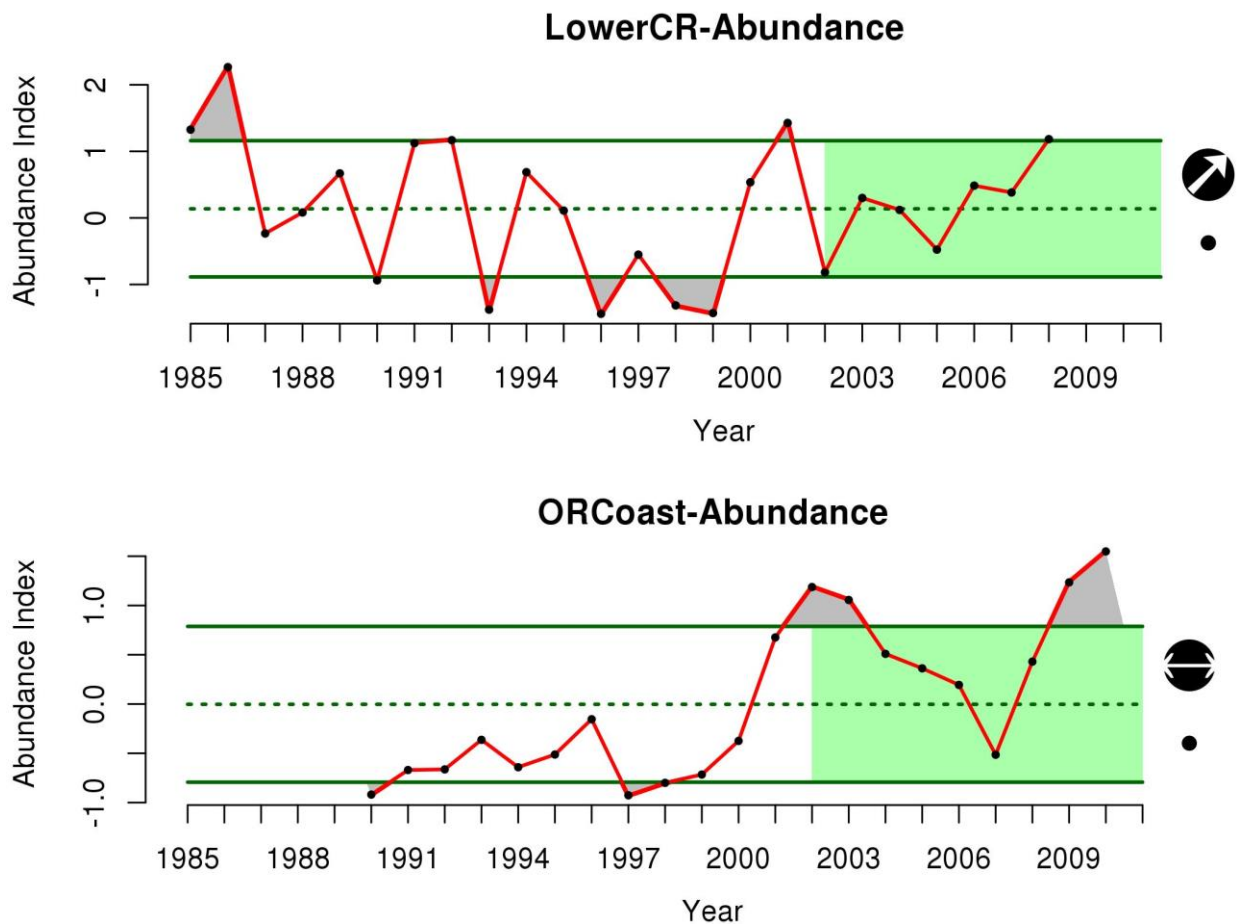 LowerCR-Abundance
Abundance Index
2
1
0
-1
1985 1988 1991 1994 1997 2000 2003 2006 2009
Year
ORCoast-Abundance
Abundance Index
1.0
0.0
-1.0
1985 1988 1991 1994 1997 2000 2003 2006 2009
Year